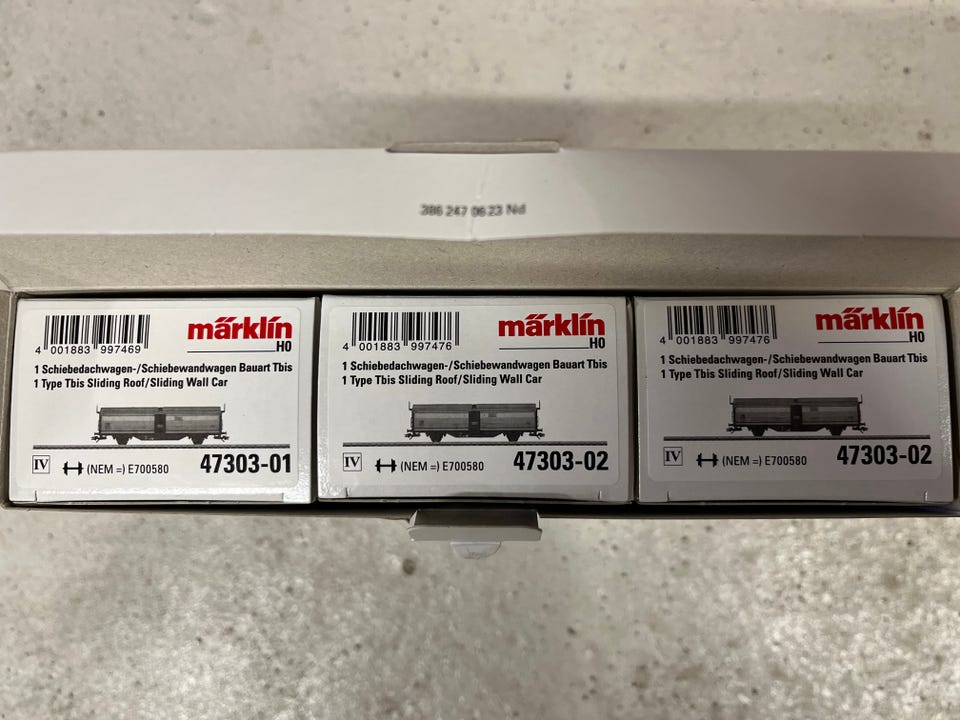 386 247 0623 Nd
4 001883 997469
märklin
H0
1 Schiebedachwagen-/Schiebewandwagen Bauart Tbis
1 Type Tbis Sliding Roof/Sliding Wall Car
IV
(NEM =) E700580
47303-01
4 001883 997476
märklin
H0
1 Schiebedachwagen-/Schiebewandwagen Bauart Tbis
1 Type Tbis Sliding Roof/Sliding Wall Car
IV
(NEM =) E700580
47303-02
4 001883 997476
märklin
H0
1 Schiebedachwagen-/Schiebewandwagen Bauart Tbis
1 Type Tbis Sliding Roof/Sliding Wall Car
IV
(NEM =) E700580
47303-02